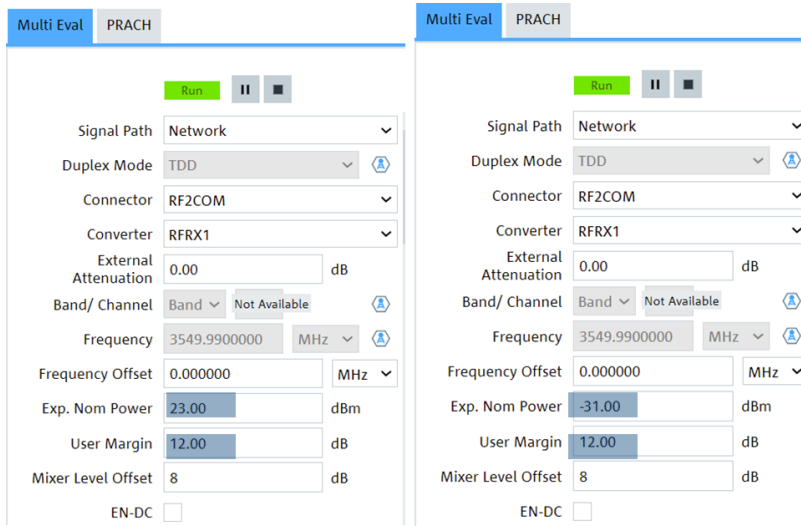 Multi Eval PRACH
Run
Signal Path Network
Duplex Mode TDD
Connector RF2COM
Converter RFRX1
External
Attenuation 0.00 dB
Band/ Channel Band Not Available
Frequency 3549.9900000 MHz
Frequency Offset 0.000000 MHz
Exp. Nom Power 23.00 dBm
User Margin 12.00 dB
Mixer Level Offset 8 dB
EN-DC
Multi Eval PRACH
Run
Signal Path Network
Duplex Mode TDD
Connector RF2COM
Converter RFRX1
External
Attenuation 0.00 dB
Band/ Channel Band Not Available
Frequency 3549.9900000 MHz
Frequency Offset 0.000000 MHz
Exp. Nom Power -31.00 dBm
User Margin 12.00 dB
Mixer Level Offset 8 dB
EN-DC